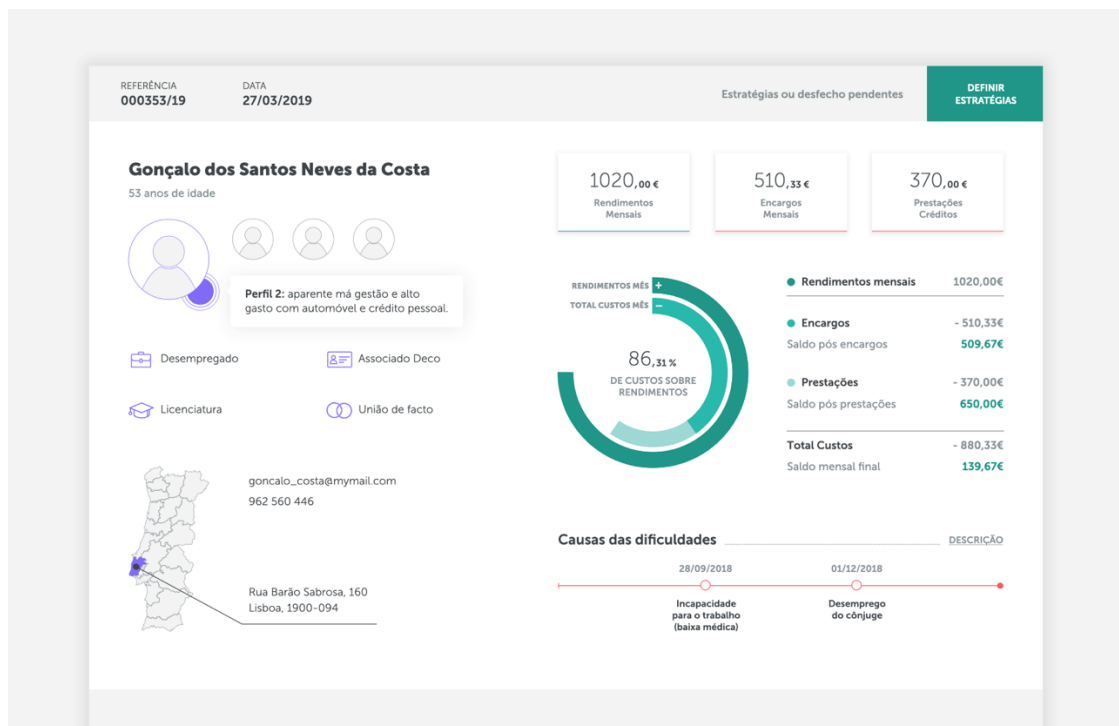 REFERÊNCIA
000353/19
DATA
27/03/2019
Estratégias ou desfecho pendentes
DEFINIR
ESTRATÉGIAS
Gonçalo dos Santos Neves da Costa
53 anos de idade
Perfil 2: aparente má gestão e alto
gasto com automóvel e crédito pessoal.
Desempregado
Associado Deco
Licenciatura
União de facto
goncalo_costa@mymail.com
962 560 446
Rua Barão Sabrosa, 160
Lisboa, 1900-094
1020,00 €
Rendimentos
Mensais
510,33 €
Encargos
Mensais
370,00 €
Prestações
Créditos
RENDIMENTOS MÊS +
TOTAL CUSTOS MÊS –
86,31 %
DE CUSTOS SOBRE
RENDIMENTOS
Rendimentos mensais 1020,00€
Encargos - 510,33€
Saldo pós encargos 509,67€
Prestações - 370,00€
Saldo pós prestações 650,00€
Total Custos - 880,33€
Saldo mensal final 139,67€
Causas das dificuldades
DESCRIÇÃO
28/09/2018
Incapacidade
para o trabalho
(baixa médica)
01/12/2018
Desemprego
do cônjuge